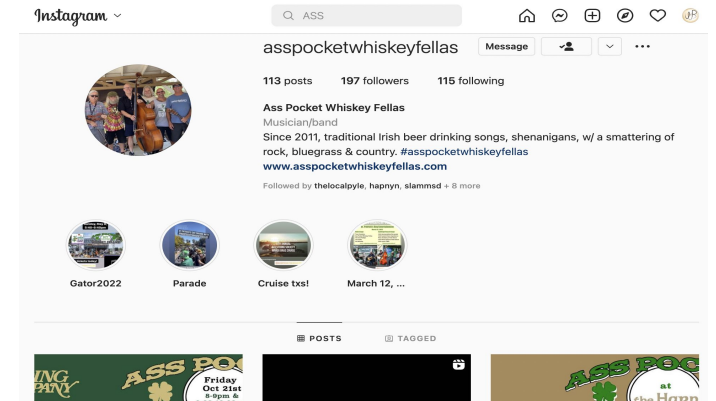 Instagram
ASS
asspocketwhiskeyfellas
Message
113 posts 197 followers 115 following
Ass Pocket Whiskey Fellas
Musician/band
Since 2011, traditional Irish beer drinking songs, shenanigans, w/ a smattering of
rock, bluegrass & country. #asspocketwhiskeyfellas
www.asspocketwhiskeyfellas.com
Followed by thelocalpyle, hapnyn, slammsd + 8 more
Gator2022 Parade Cruise txs! March 12, ...
POSTS TAGGED
ASS POC
Friday
Oct 21st
8-9pm &
ASS POC
at